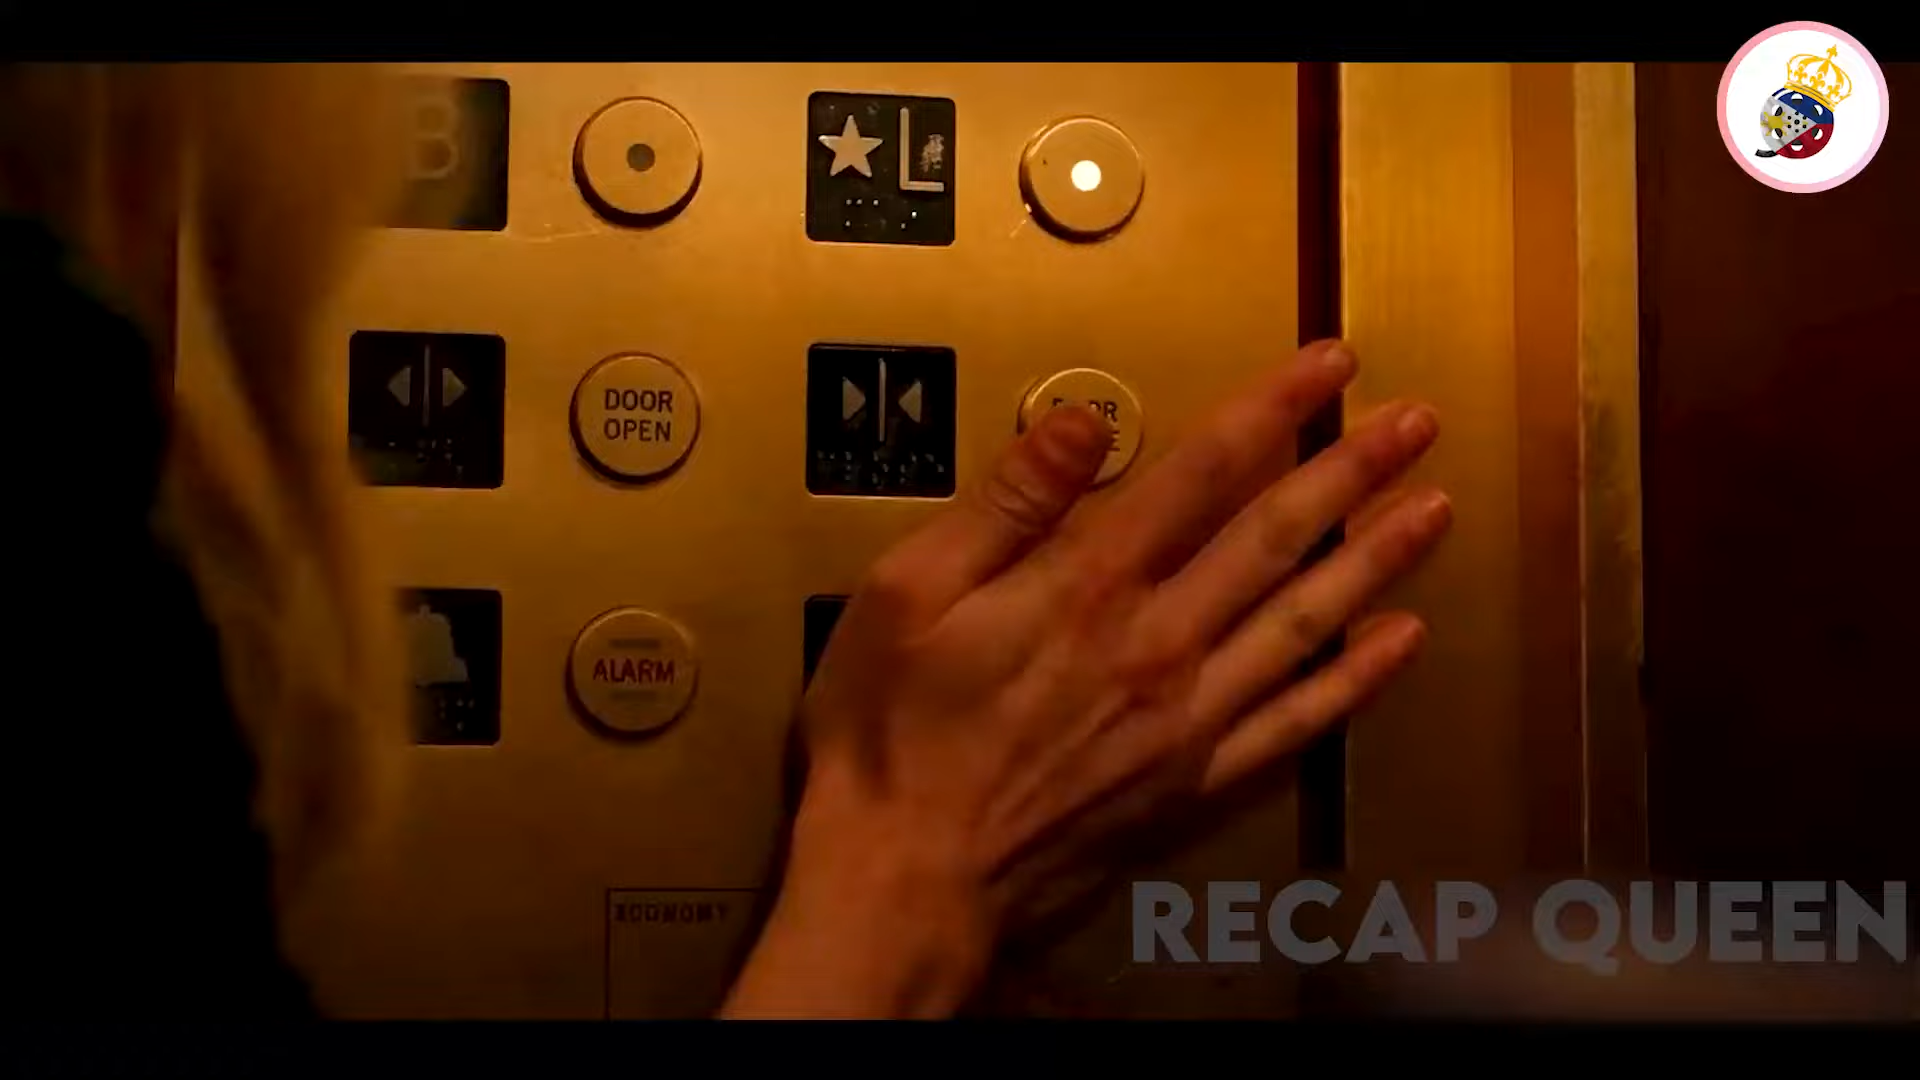 B
★L
DOOR
OPEN
ALARM
ECONOMY
RECAP QUEEN